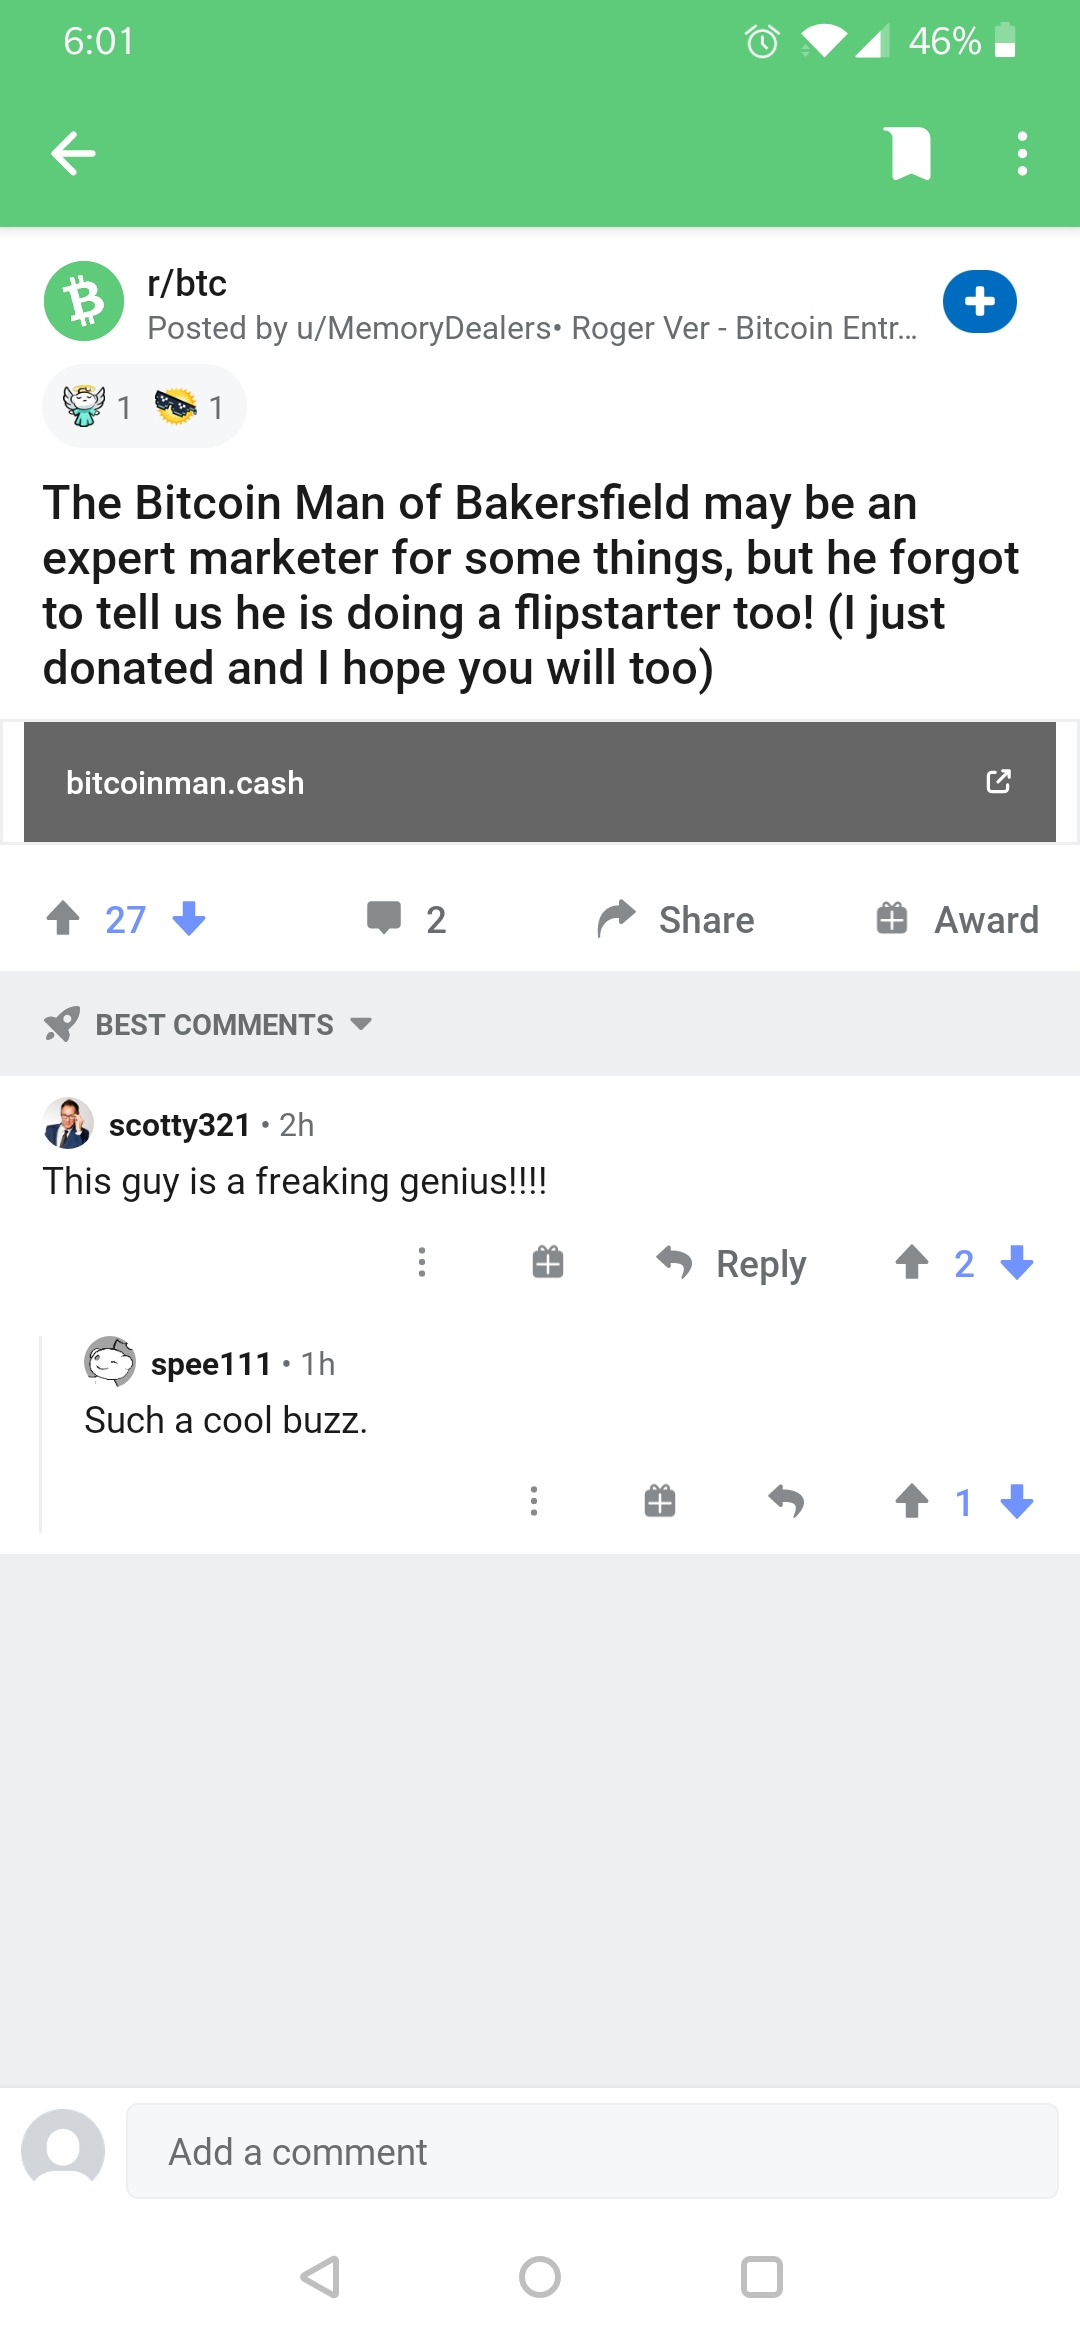 6:01
46%
r/btc
Posted by u/MemoryDealers• Roger Ver - Bitcoin Entr...
1 1
The Bitcoin Man of Bakersfield may be an
expert marketer for some things, but he forgot
to tell us he is doing a flipstarter too! (I just
donated and I hope you will too)
bitcoinman.cash
27 2 Share Award
BEST COMMENTS
scotty321 • 2h
This guy is a freaking genius!!!!
Reply 2
spee111 • 1h
Such a cool buzz.
1
Add a comment